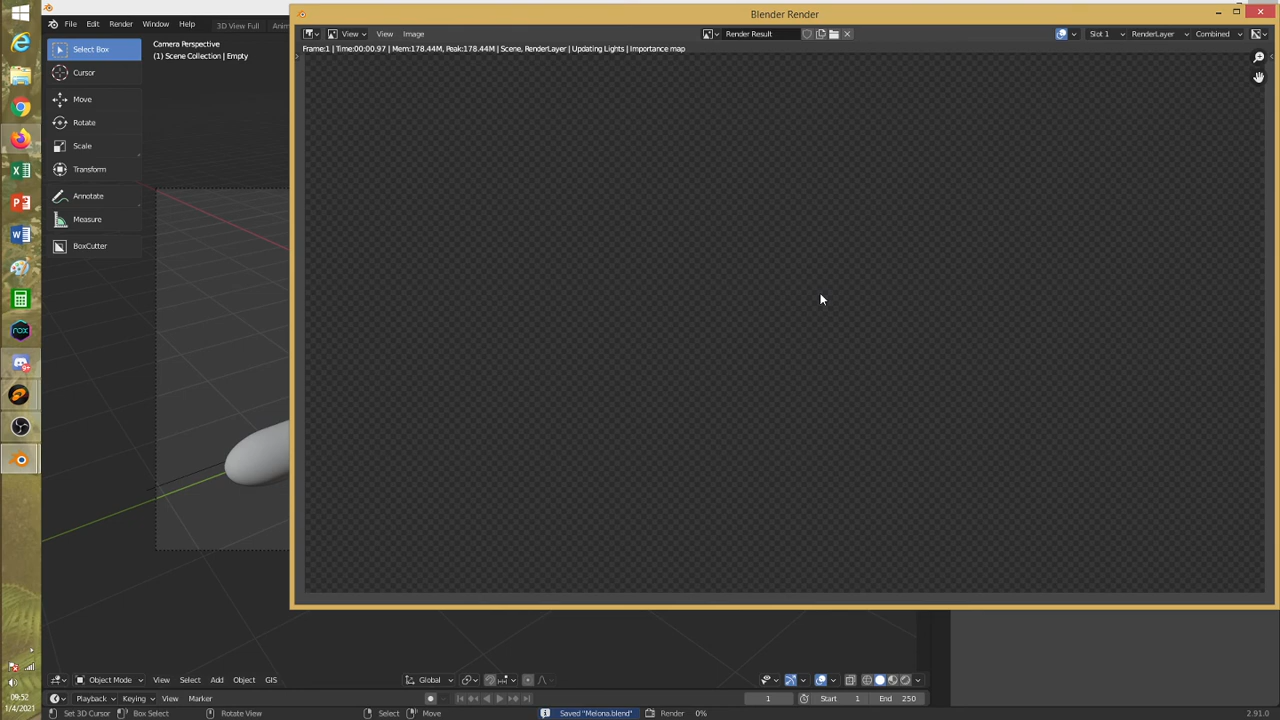 Blender Render
File Edit Render Window Help
3D View Full Anim
View View Image
Render Result
Slot 1 RenderLayer Combined
Frame:1 | Time:00:00.97 | Mem:178.44M, Peak:178.44M | Scene, RenderLayer | Updating Lights | Importance map
Select Box
Camera Perspective
(1) Scene Collection | Empty
Cursor
Move
Rotate
Scale
Transform
Annotate
Measure
BoxCutter
nox
Object Mode View Select Add Object GIS
Global
Playback Keying View Marker
1 Start 1 End 250
Set 3D Cursor Box Select Rotate View Select Move
Saved "Melona.blend" Render 0%
2.91.0
09:52
1/4/2021